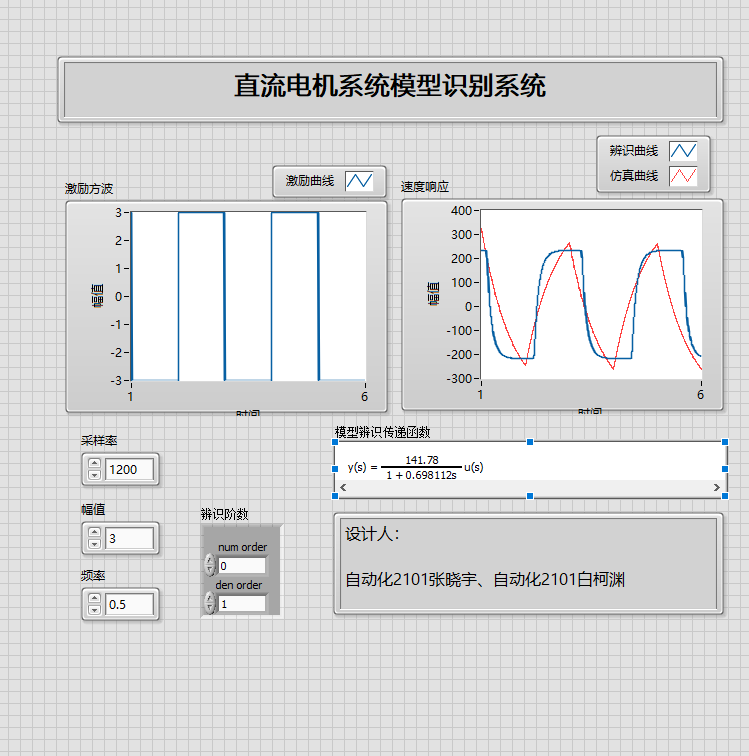 直流电机系统模型识别系统
激励方波
激励曲线
3
2
1
0
-1
-2
-3
幅值
1
6
时间
速度响应
辨识曲线
仿真曲线
400
300
200
100
0
-100
-200
-300
幅值
1
6
时间
采样率
1200
幅值
3
频率
0.5
辨识阶数
num order
0
den order
1
模型辨识传递函数
y(s) = 141.78 / 1+0.698112s u(s)
设计人：
自动化2101张晓宇、自动化2101白柯渊